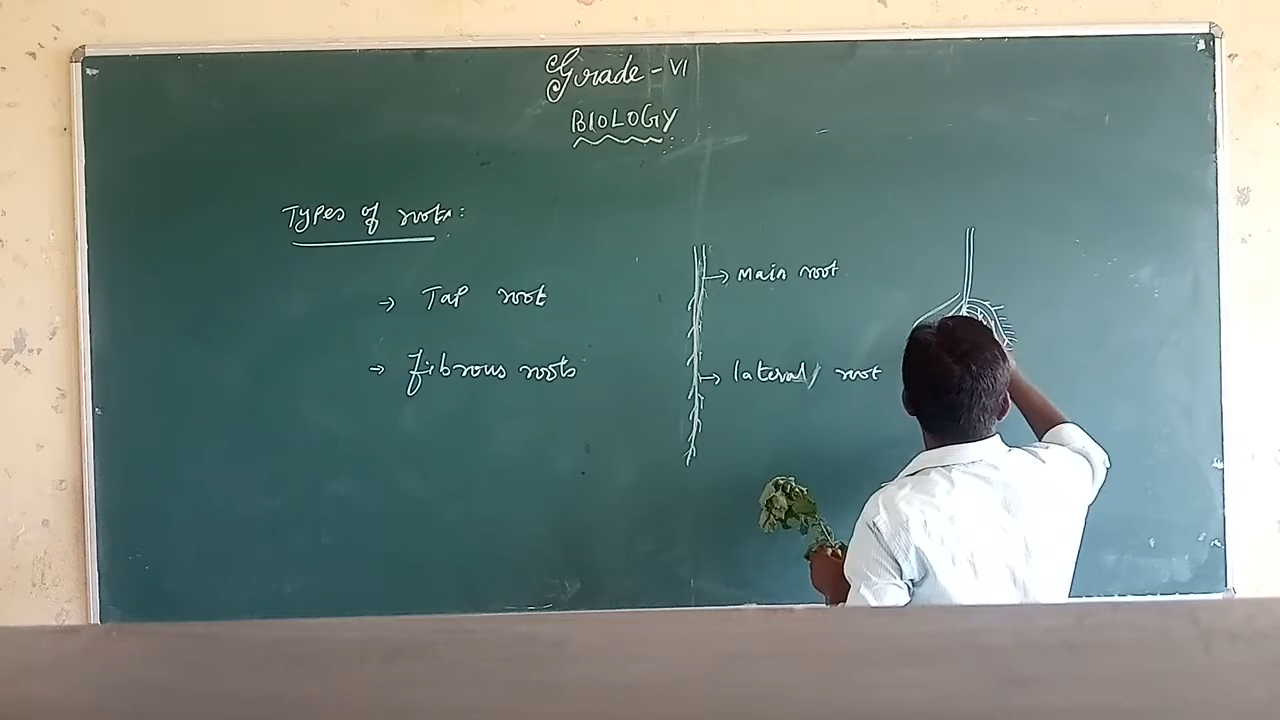 Grade - VI
BIOLOGY
Types of roots:
→ Tap root
→ fibrous roots
→ Main root
→ lateral root